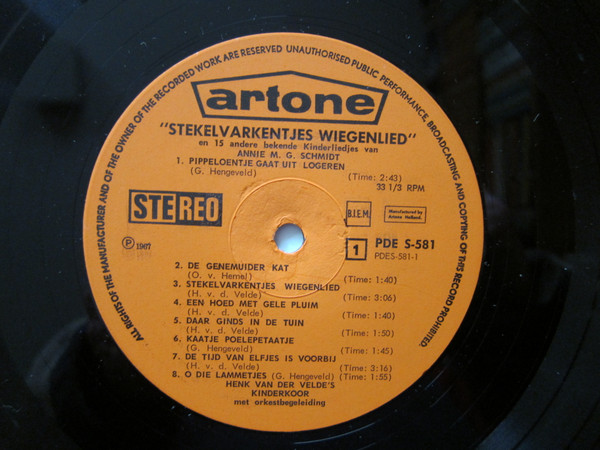 ALL RIGHTS OF THE MANUFACTURER AND OF THE OWNER OF THE RECORDED WORK ARE RESERVED UNAUTHORISED PUBLIC PERFORMANCE, BROADCASTING AND COPYING OF THIS RECORD PROHIBITED.
artone
"STEKELVARKENTJES WIEGENLIED"
en 15 andere bekende Kinderliedjes van
ANNIE M. G. SCHMIDT
1. PIPPELOENTJE GAAT UIT LOGEREN
(G. Hengeveld) (Time: 2:43)
33 1/3 RPM
STEREO
B.I.E.M.
Manufactured by
Artone Holland
P 1967
1 PDE S-581
PDES-581-1
2. DE GENEMUIDER KAT
(O. v. Hemel) (Time: 1:40)
3. STEKELVARKENTJES WIEGENLIED
(H. v. d. Velde) (Time: 3:06)
4. EEN HOED MET GELE PLUIM
(H. v. d. Velde) (Time: 1:40)
5. DAAR GINDS IN DE TUIN
(H. v. d. Velde) (Time: 1:50)
6. KAATJE POELEPETAATJE
(G. Hengeveld) (Time: 1:45)
7. DE TIJD VAN ELFJES IS VOORBIJ
(H. v. d. Velde) (Time: 3:16)
8. O DIE LAMMETJES (G. Hengeveld) (Time: 1:55)
HENK VAN DER VELDE'S
KINDERKOOR
met orkestbegeleiding